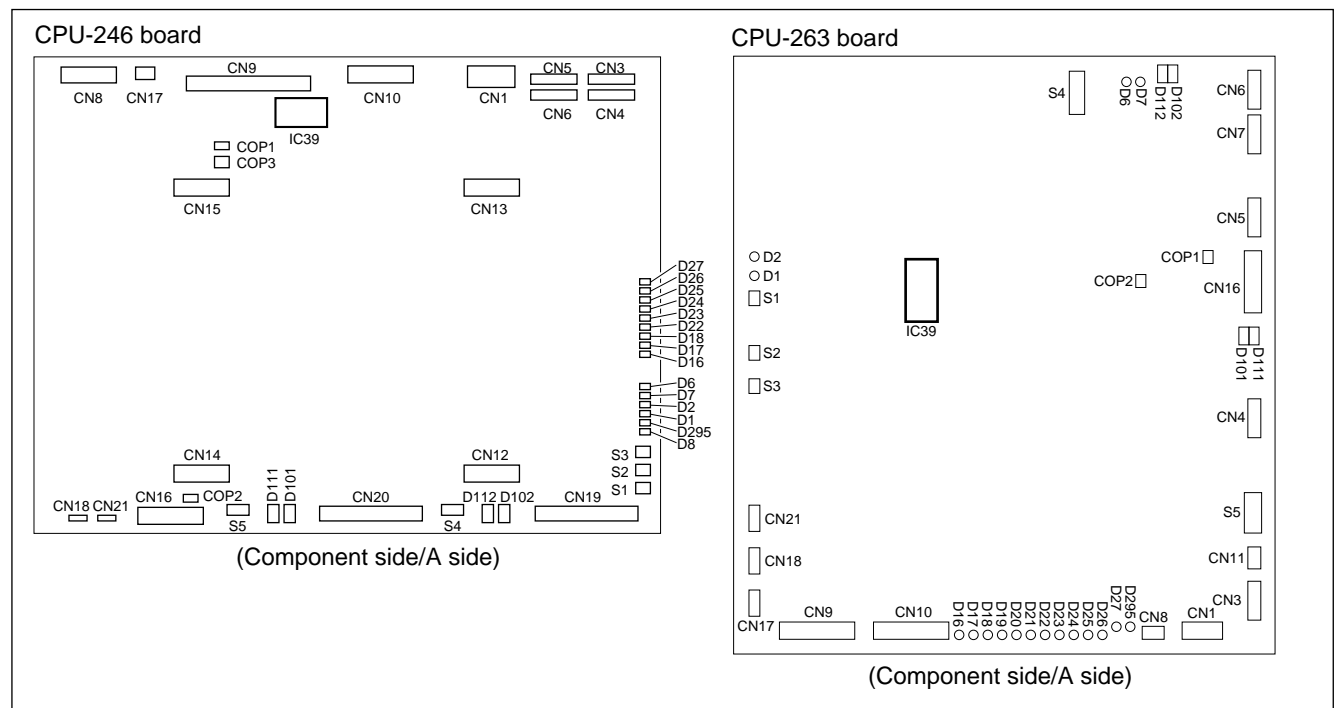 CPU-246 board
CN8
CN17
CN9
CN10
CN1
CN5
CN3
CN6
CN4
IC39
COP1
COP3
CN15
CN13
D27
D26
D25
D24
D23
D22
D18
D17
D16
D6
D7
D2
D1
D295
D8
S3
S2
S1
CN14
CN12
CN18
CN21
CN16
COP2
S5
D111
D101
CN20
S4
D112
D102
CN19
(Component side/A side)
CPU-263 board
S4
D6
D7
D112
D102
CN6
CN7
CN5
D2
D1
S1
COP1
COP2
CN16
IC39
S2
S3
D101
D111
CN4
CN21
S5
CN18
CN11
CN17
CN9
CN10
D16
D17
D18
D19
D20
D21
D22
D23
D24
D25
D26
D27
D295
CN8
CN1
CN3
(Component side/A side)